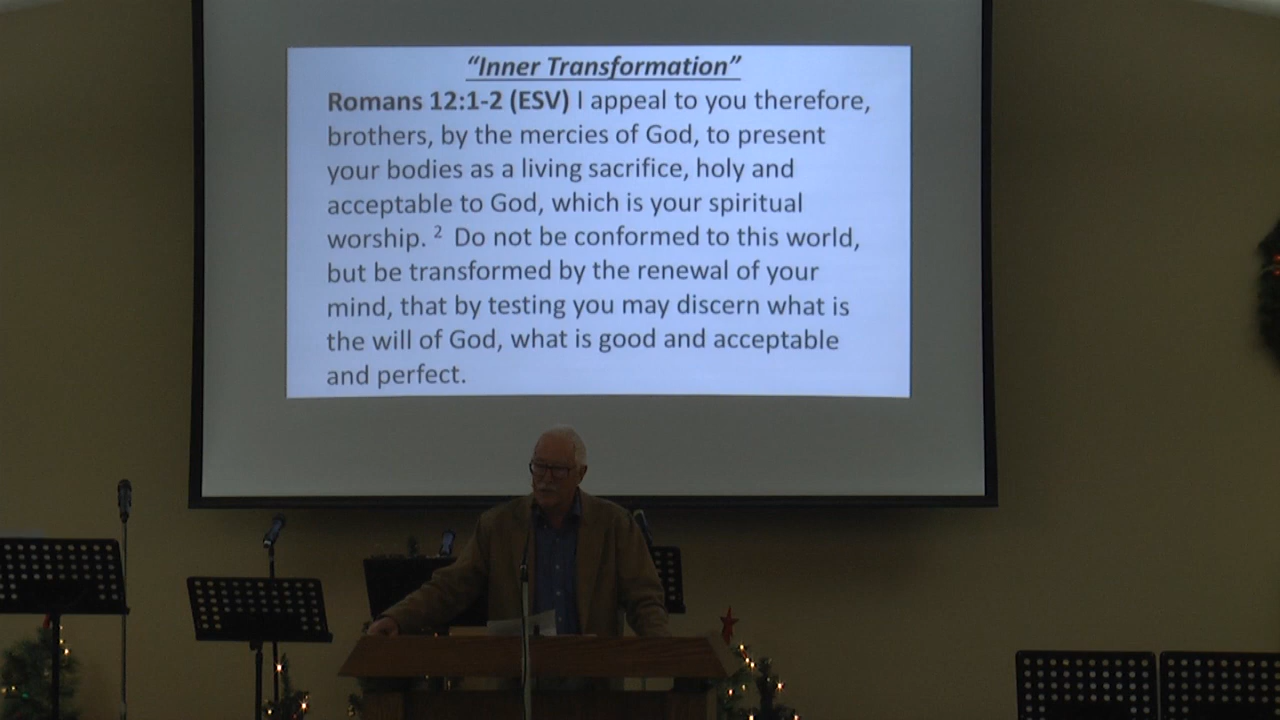 “Inner Transformation”
Romans 12:1-2 (ESV) I appeal to you therefore,
brothers, by the mercies of God, to present
your bodies as a living sacrifice, holy and
acceptable to God, which is your spiritual
worship. ² Do not be conformed to this world,
but be transformed by the renewal of your
mind, that by testing you may discern what is
the will of God, what is good and acceptable
and perfect.